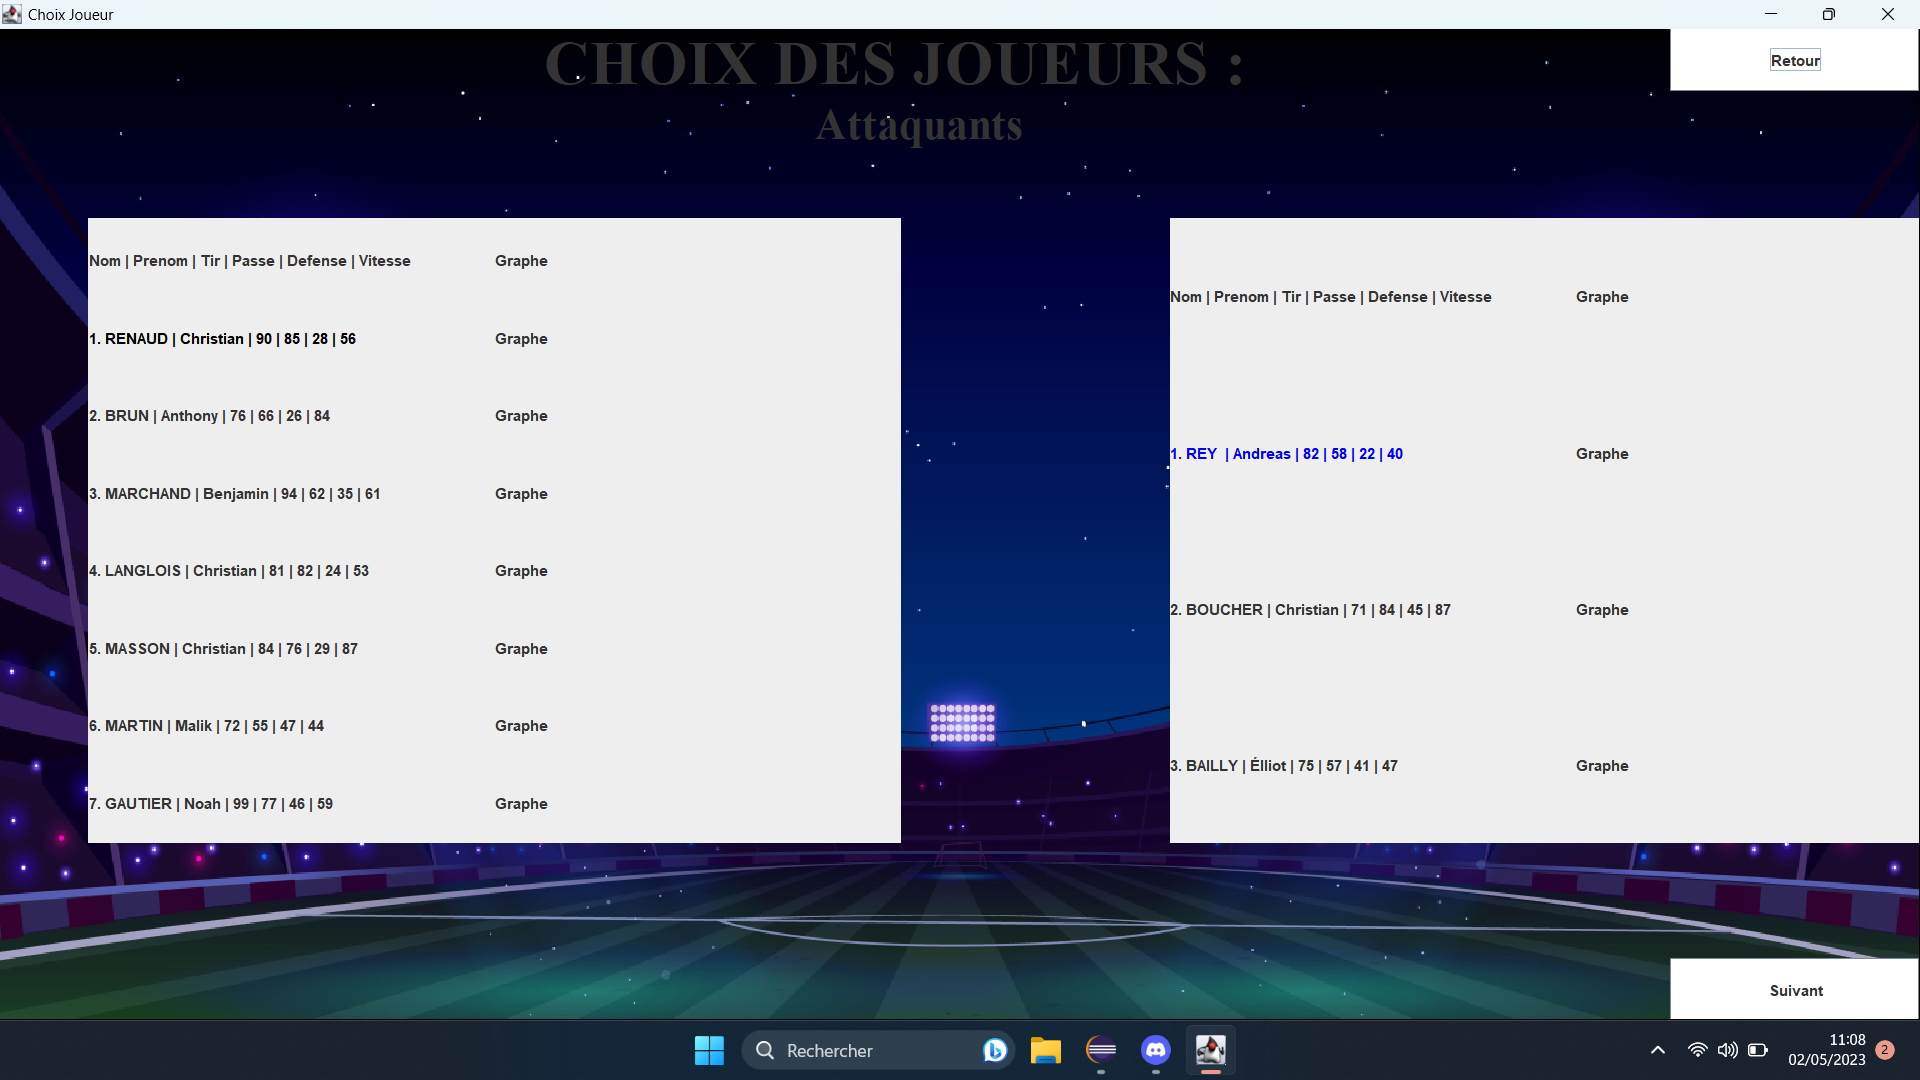 Choix Joueur
CHOIX DES JOUEURS :
Attaquants
Retour
Nom | Prenom | Tir | Passe | Defense | Vitesse Graphe
1. RENAUD | Christian | 90 | 85 | 28 | 56 Graphe
2. BRUN | Anthony | 76 | 66 | 26 | 84 Graphe
3. MARCHAND | Benjamin | 94 | 62 | 35 | 61 Graphe
4. LANGLOIS | Christian | 81 | 82 | 24 | 53 Graphe
5. MASSON | Christian | 84 | 76 | 29 | 87 Graphe
6. MARTIN | Malik | 72 | 55 | 47 | 44 Graphe
7. GAUTIER | Noah | 99 | 77 | 46 | 59 Graphe
Nom | Prenom | Tir | Passe | Defense | Vitesse Graphe
1. REY  | Andreas | 82 | 58 | 22 | 40 Graphe
2. BOUCHER | Christian | 71 | 84 | 45 | 87 Graphe
3. BAILLY | Élliot | 75 | 57 | 41 | 47 Graphe
Suivant
Rechercher
11:08
02/05/2023
2